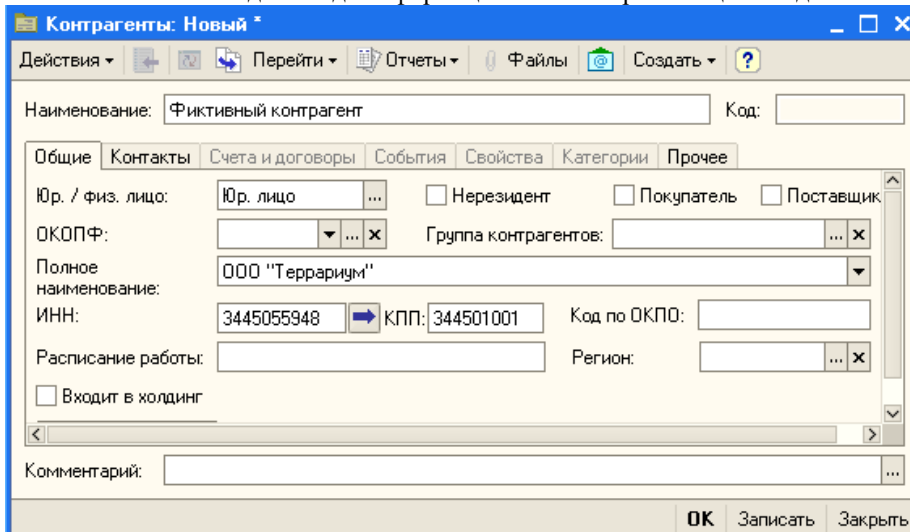 Контрагенты: Новый *
Действия Перейти Отчеты Файлы Создать ?
Наименование: Фиктивный контрагент Код:
Общие Контакты Счета и договоры События Свойства Категории Прочее
Юр. / физ. лицо: Юр. лицо ... Нерезидент Покупатель Поставщик
ОКОПФ: ... Группа контрагентов: ...
Полное наименование: ООО "Террариум"
ИНН: 3445055948 КПП: 344501001 Код по ОКПО:
Расписание работы: Регион: ...
Входит в холдинг
Комментарий: ...
OK Записать Закрыть